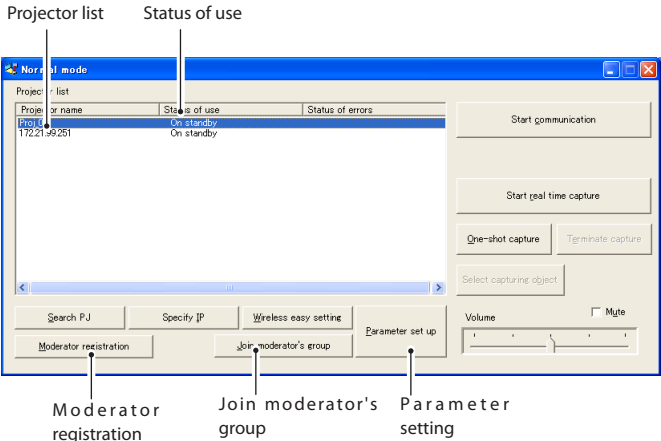 Projector list
Status of use
Normal mode
Projector list
Projector name Status of use Status of errors
On standby
172.21.99.251 On standby
Start communication
Start real time capture
One-shot capture Terminate capture
Select capturing object
Search PJ Specify IP Wireless easy setting
Parameter set up
Moderator registration Join moderator's group
Volume Mute
Moderator
registration
Join moderator's
group
Parameter
setting